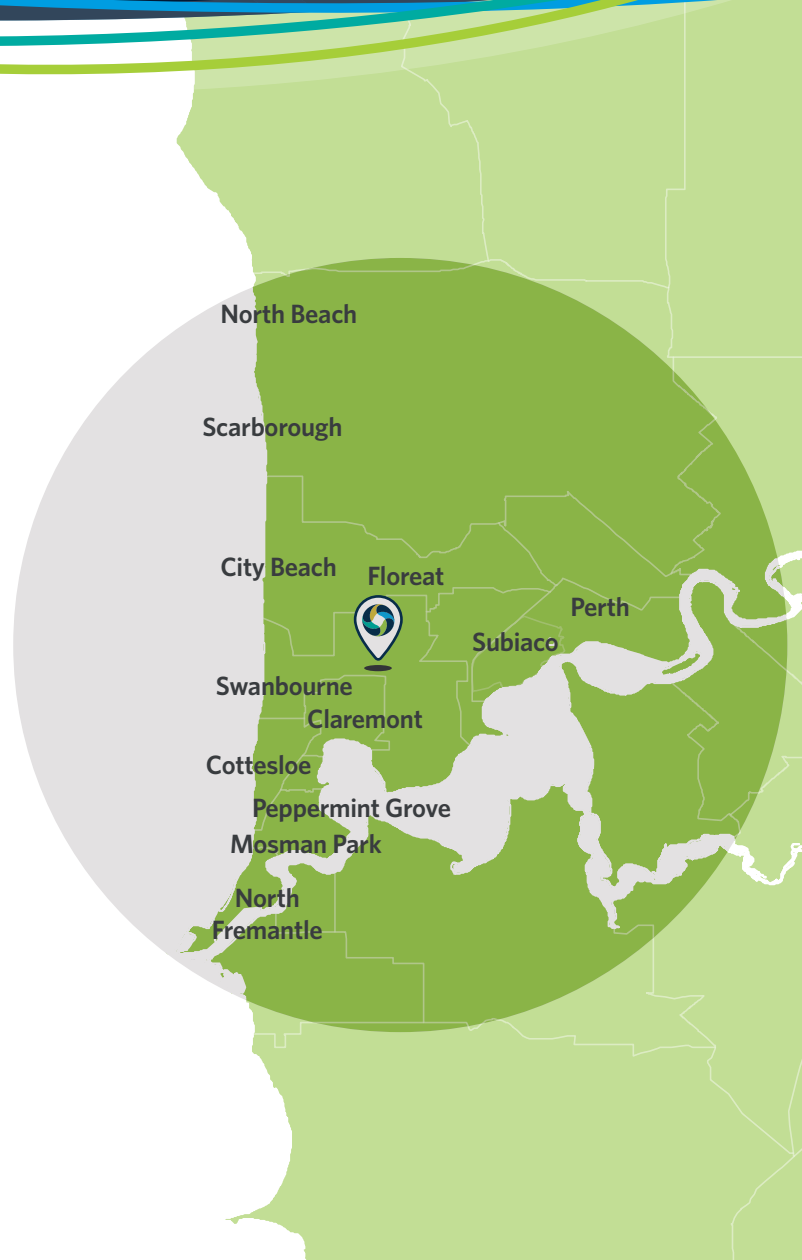 North Beach
Scarborough
City Beach
Floreat
Perth
Subiaco
Swanbourne
Claremont
Cottesloe
Peppermint Grove
Mosman Park
North
Fremantle